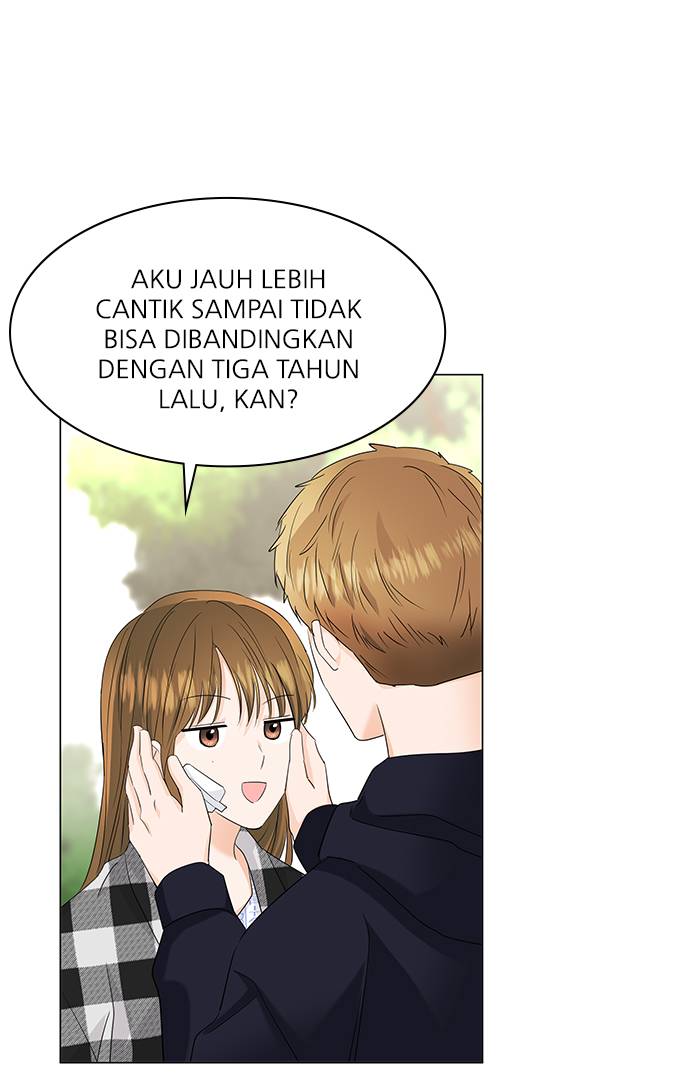 AKU JAUH LEBIH
CANTIK SAMPAI TIDAK
BISA DIBANDINGKAN
DENGAN TIGA TAHUN
LALU, KAN?